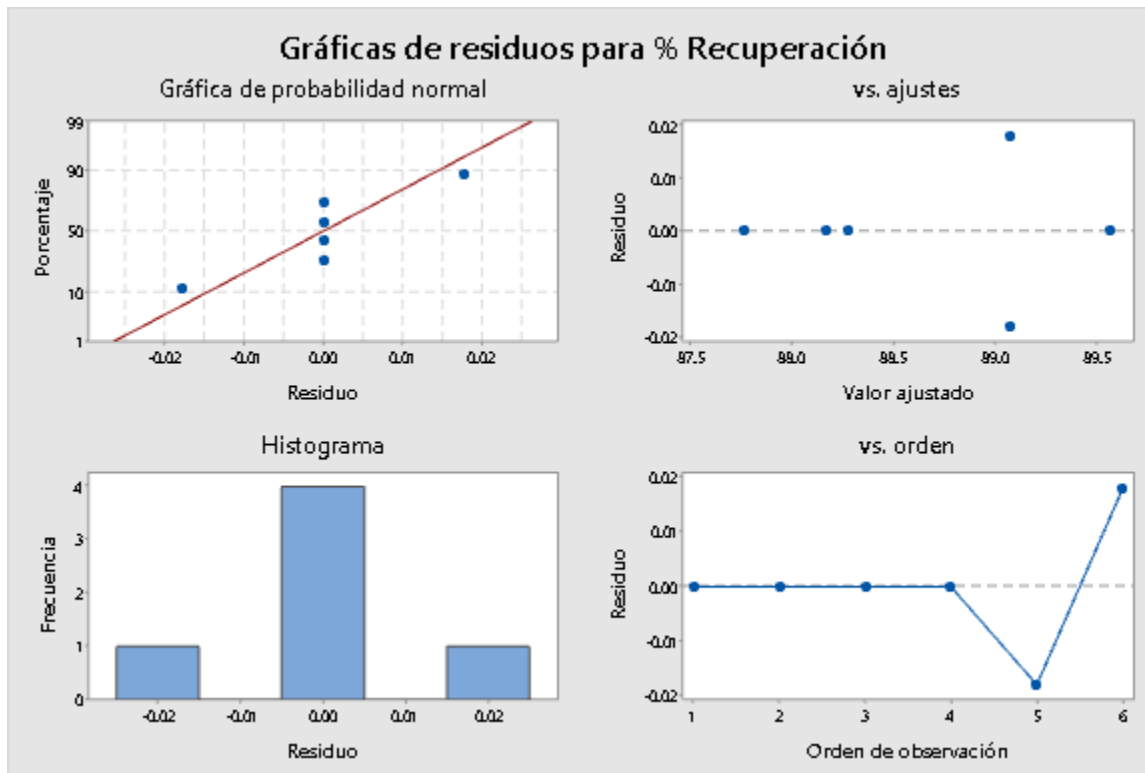 Gráficas de residuos para % Recuperación
Gráfica de probabilidad normal
99
90
50
10
1
Porcentaje
-0.02 -0.01 0.00 0.01 0.02
Residuo
vs. ajustes
0.02
0.01
0.00
-0.01
-0.02
Residuo
87.5 88.0 88.5 89.0 89.5
Valor ajustado
Histograma
4
3
2
1
0
Frecuencia
-0.02 -0.01 0.00 0.01 0.02
Residuo
vs. orden
0.02
0.01
0.00
-0.01
-0.02
Residuo
1 2 3 4 5 6
Orden de observación